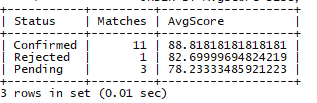 +-----------+---------+-------------------+
| Status | Matches | AvgScore |
+-----------+---------+-------------------+
| Confirmed | 11 | 88.81818181818181 |
| Rejected | 1 | 82.69999694824219 |
| Pending | 3 | 78.23333485921223 |
+-----------+---------+-------------------+
3 rows in set (0.01 sec)